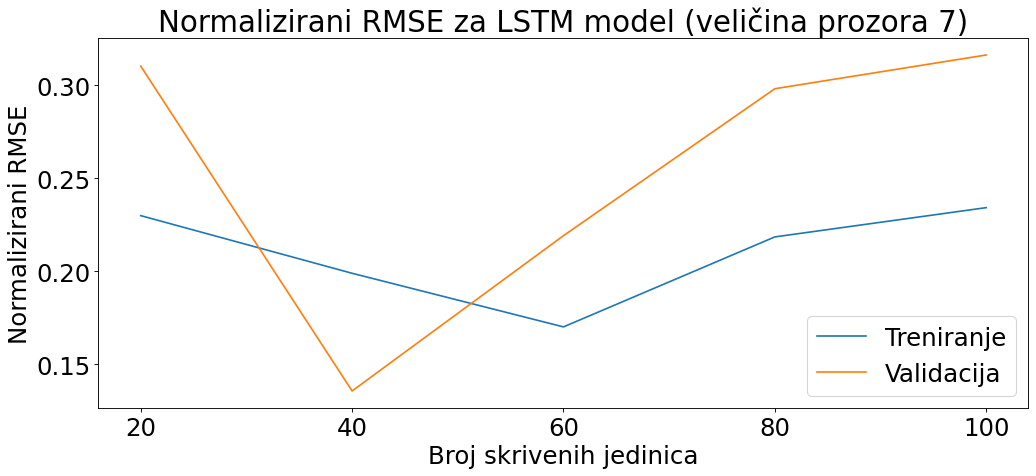 Normalizirani RMSE za LSTM model (veličina prozora 7)
Normalizirani RMSE
0.30
0.25
0.20
0.15
Treniranje
Validacija
20 40 60 80 100
Broj skrivenih jedinica